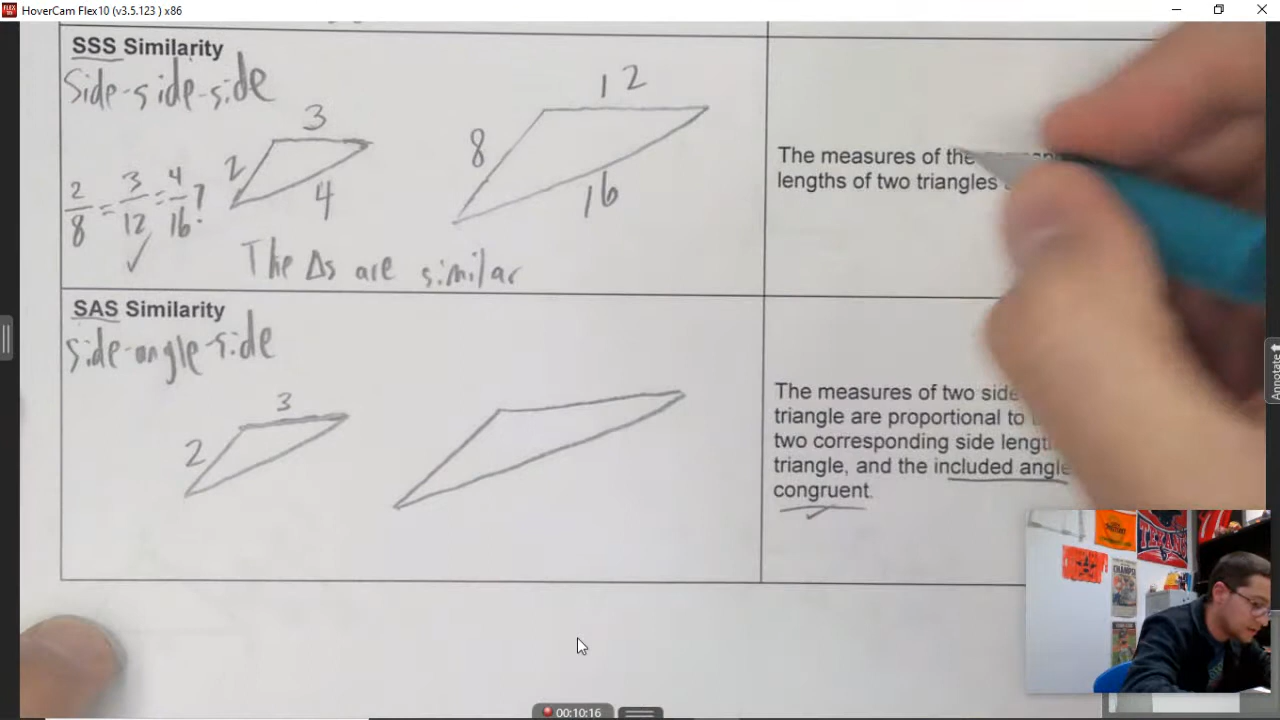 HoverCam Flex10 (v3.5.123 ) x86
SSS Similarity
Side-side-side
3
12
2
8
4
16
2/8 = 3/12 = 4/16 ?
✓
The Δs are similar
The measures of the
lengths of two triangles
SAS Similarity
side-angle-side
3
2
The measures of two side
triangle are proportional to
two corresponding side lengt
triangle, and the included angle
congruent.
TEXANS
Annotate
00:10:16